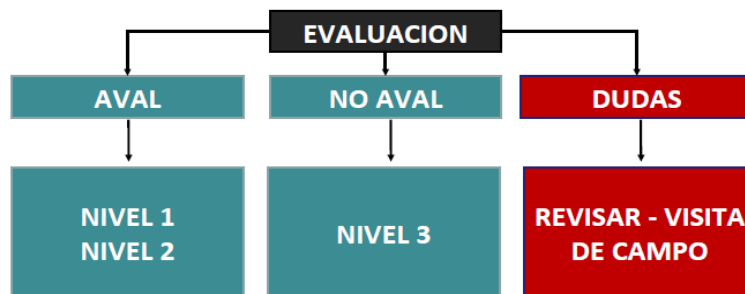 EVALUACION
AVAL
NO AVAL
DUDAS
NIVEL 1
NIVEL 2
NIVEL 3
REVISAR - VISITA
DE CAMPO